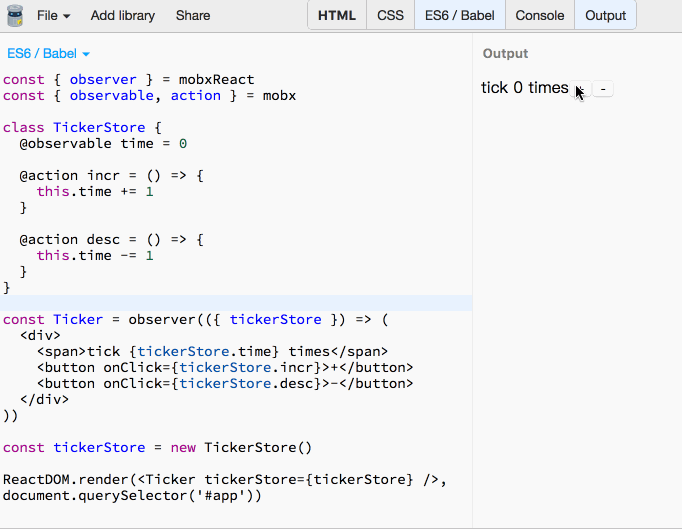 File Add library Share HTML CSS ES6 / Babel Console Output
ES6 / Babel
const { observer } = mobxReact
const { observable, action } = mobx
class TickerStore {
@observable time = 0
@action incr = () => {
this.time += 1
}
@action desc = () => {
this.time -= 1
}
}
const Ticker = observer(({ tickerStore }) => (
<div>
<span>tick {tickerStore.time} times</span>
<button onClick={tickerStore.incr}>+</button>
<button onClick={tickerStore.desc}>-</button>
</div>
))
const tickerStore = new TickerStore()
ReactDOM.render(<Ticker tickerStore={tickerStore} />,
document.querySelector('#app'))
Output
tick 0 times -